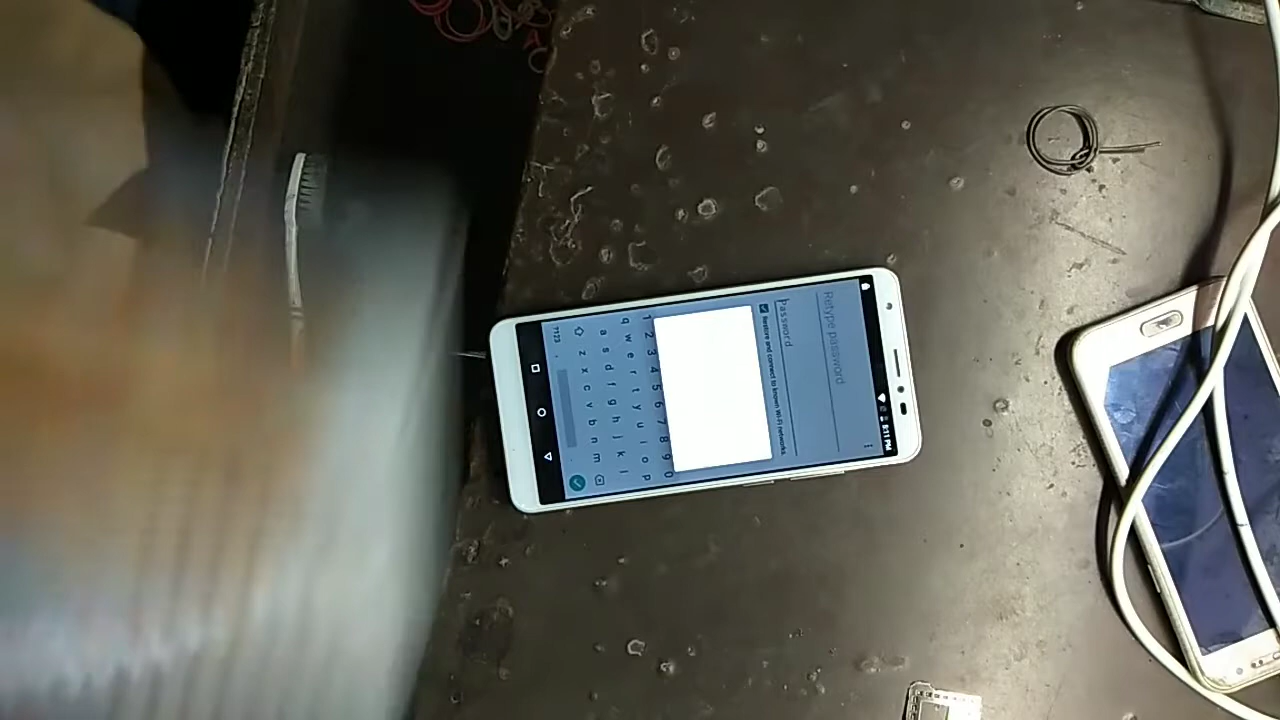 5:11 PM
Retype password
Password
Restore and connect to known Wi-Fi networks
1 2 3 4 5 6 7 8 9 0
q w e r t y u i o p
a s d f g h j k l
z x c v b n m
?123 ,